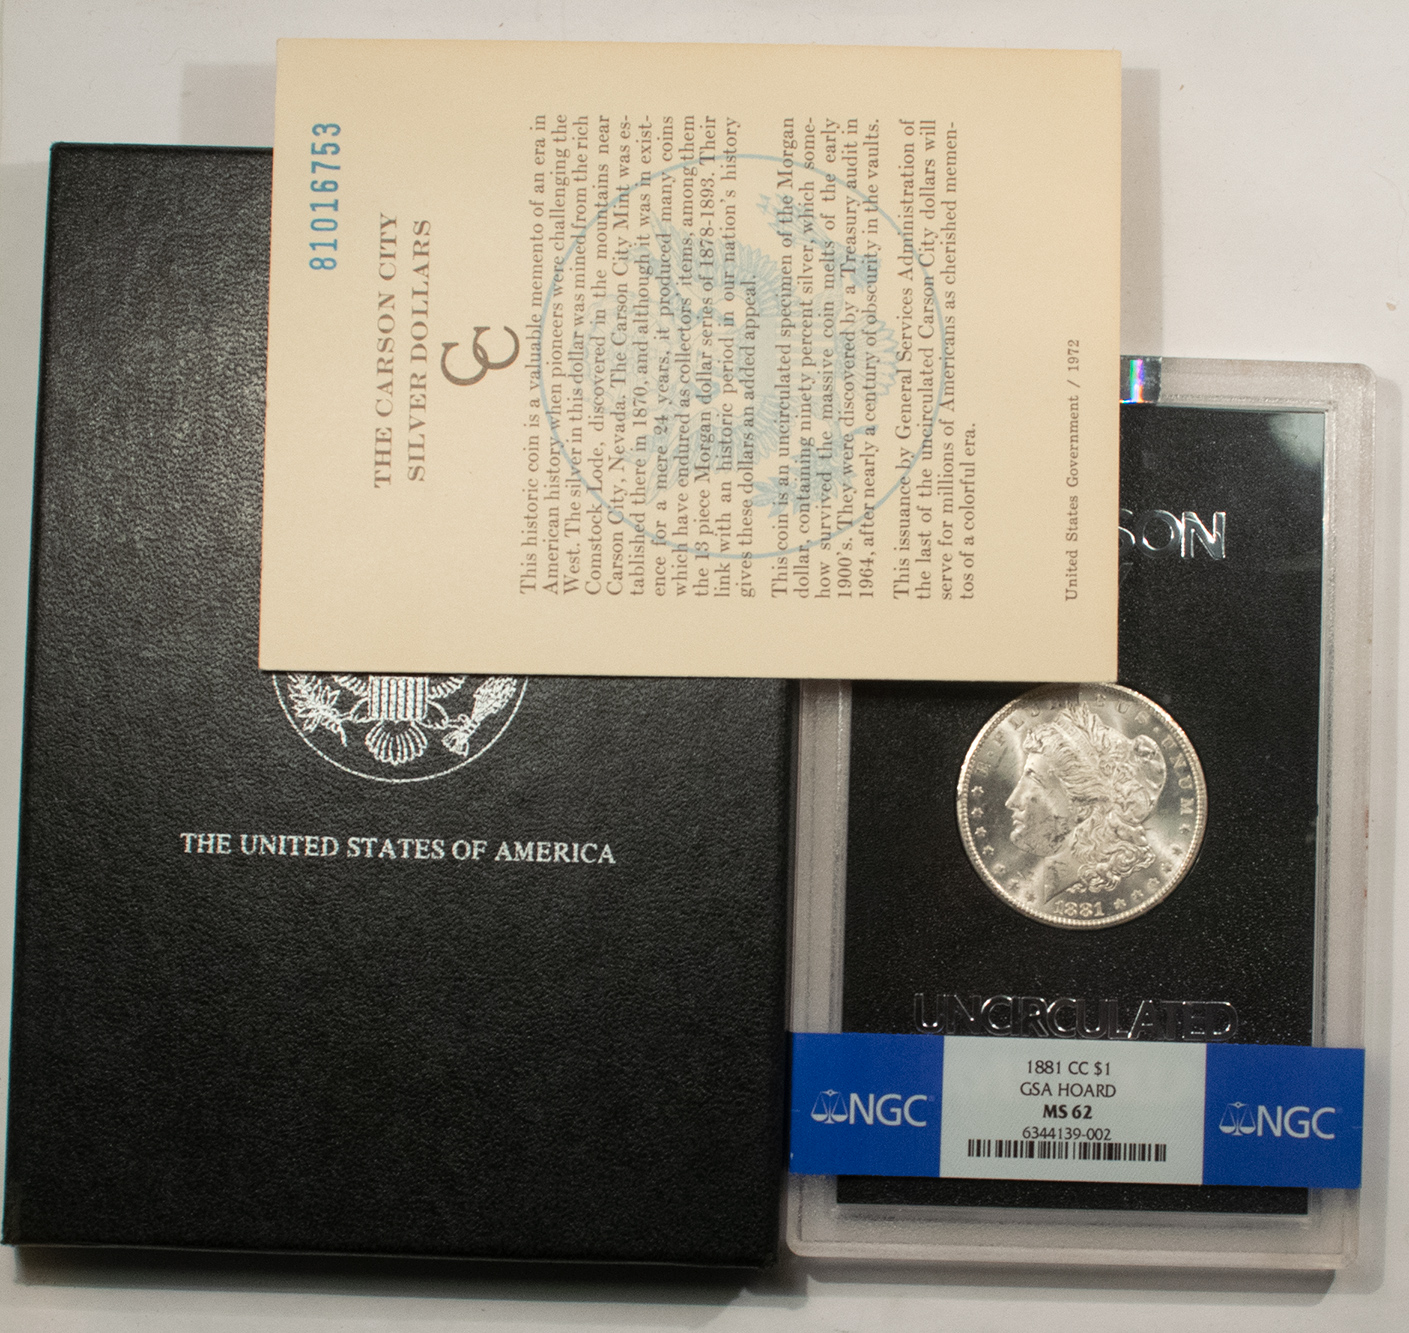 81016753
THE CARSON CITY
SILVER DOLLARS
CC
This historic coin is a valuable memento of an era in
American history when pioneers were challenging the
West. The silver in this dollar was mined from the rich
Comstock Lode, discovered in the mountains near
Carson City, Nevada. The Carson City Mint was es-
tablished there in 1870, and although it was in exist-
ence for a mere 24 years, it produced many coins
which have endured as collectors' items, among them
the 13 piece Morgan dollar series of 1878-1893. Their
link with an historic period in our nation's history
gives these dollars an added appeal.
This coin is an uncirculated specimen of the Morgan
dollar, containing ninety percent silver, which some-
how survived the massive coin melts of the early
1900's. They were discovered by a Treasury audit in
1964, after nearly a century of obscurity in the vaults.
This issuance by General Services Administration of
the last of the uncirculated Carson City dollars will
serve for millions of Americans as cherished memen-
tos of a colorful era.
United States Government / 1972
THE UNITED STATES OF AMERICA
SON
UNUM
1881
UNCIRCULATED
NGC
1881 CC $1
GSA HOARD
MS 62
6344139-002
NGC